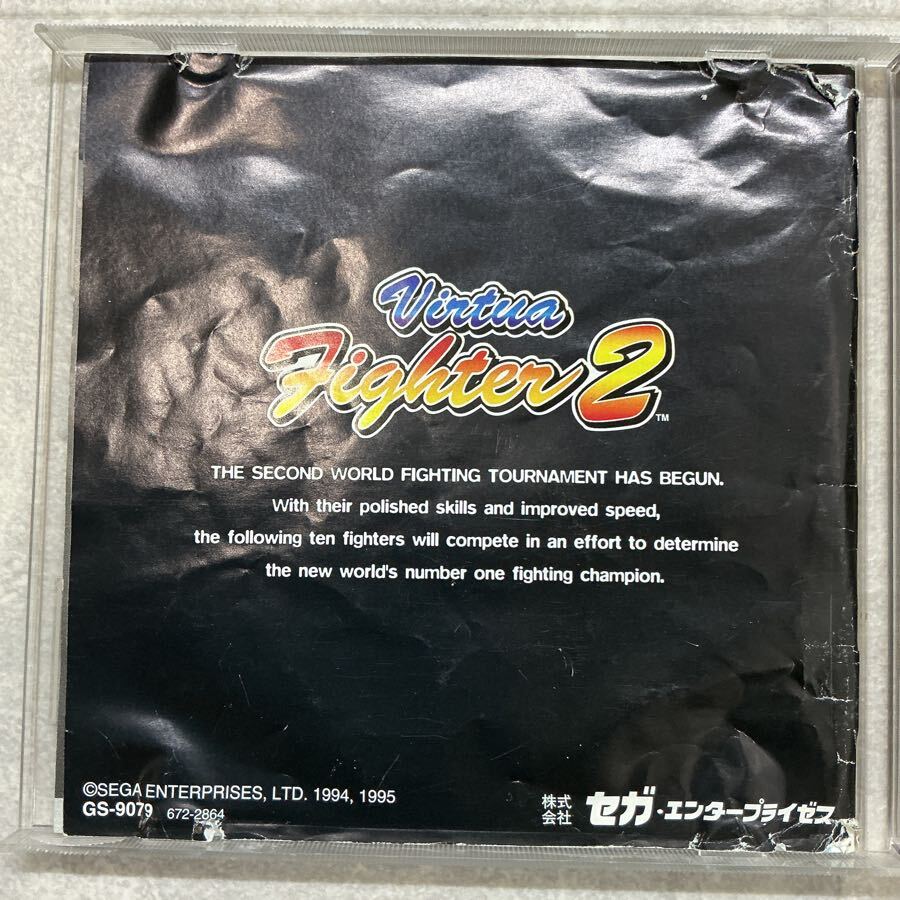 Virtua
Fighter 2
TM
THE SECOND WORLD FIGHTING TOURNAMENT HAS BEGUN.
With their polished skills and improved speed,
the following ten fighters will compete in an effort to determine
the new world's number one fighting champion.
©SEGA ENTERPRISES, LTD. 1994, 1995
GS-9079 672-2864
株式会社 セガ・エンタープライゼス